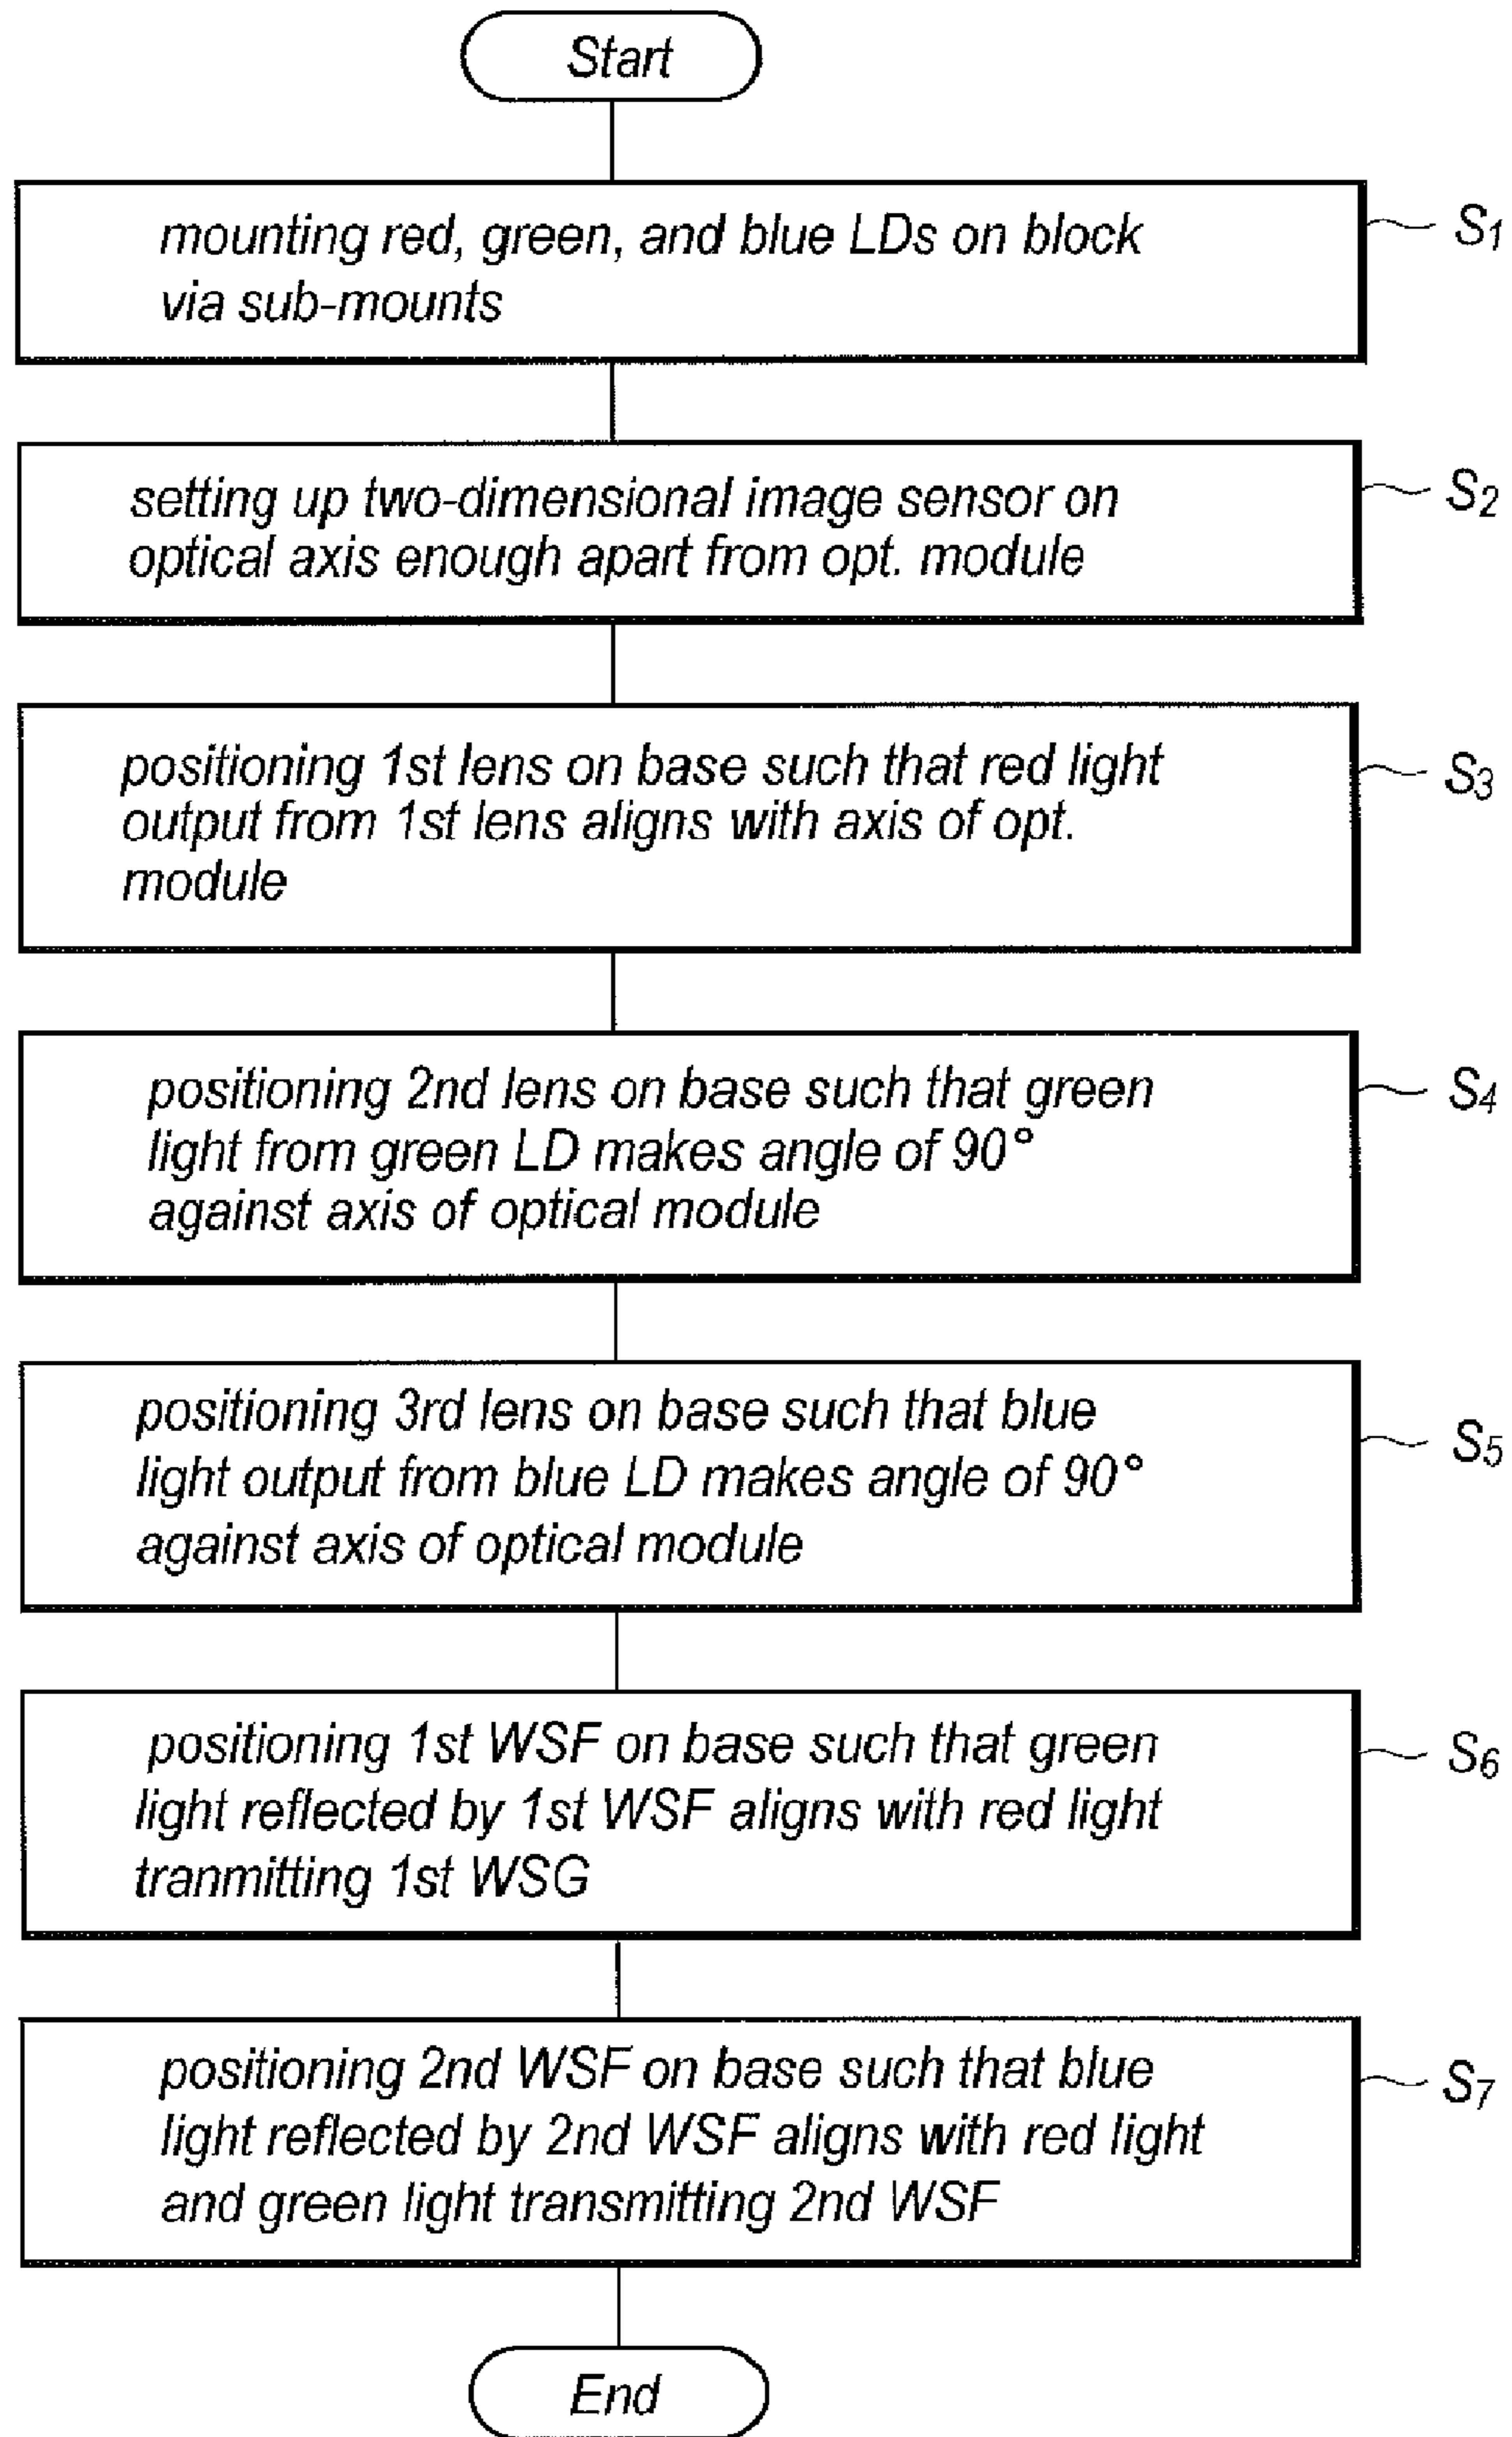 Start
mounting red, green, and blue LDs on block
via sub-mounts
S1
setting up two-dimensional image sensor on
optical axis enough apart from opt. module
S2
positioning 1st lens on base such that red light
output from 1st lens aligns with axis of opt.
module
S3
positioning 2nd lens on base such that green
light from green LD makes angle of 90°
against axis of optical module
S4
positioning 3rd lens on base such that blue
light output from blue LD makes angle of 90°
against axis of optical module
S5
positioning 1st WSF on base such that green
light reflected by 1st WSF aligns with red light
tranmitting 1st WSG
S6
positioning 2nd WSF on base such that blue
light reflected by 2nd WSF aligns with red light
and green light transmitting 2nd WSF
S7
End